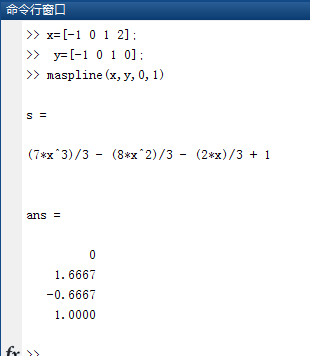 命令行窗口
>> x=[-1 0 1 2];
>> y=[-1 0 1 0];
>> maspline(x,y,0,1)
s =
(7*x^3)/3 - (8*x^2)/3 - (2*x)/3 + 1
ans =
0
1.6667
-0.6667
1.0000
fx >>